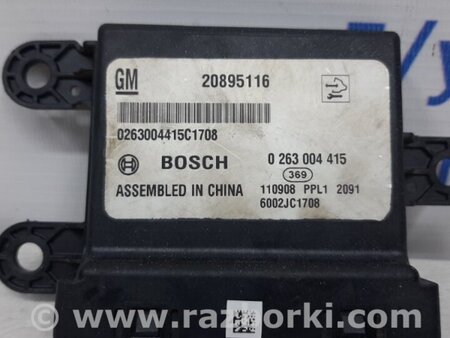 GM 20895116
0263004415C1708
BOSCH 0 263 004 415
369
ASSEMBLED IN CHINA 110908 PPL1 2091
6002JC1708
www.razborki.com